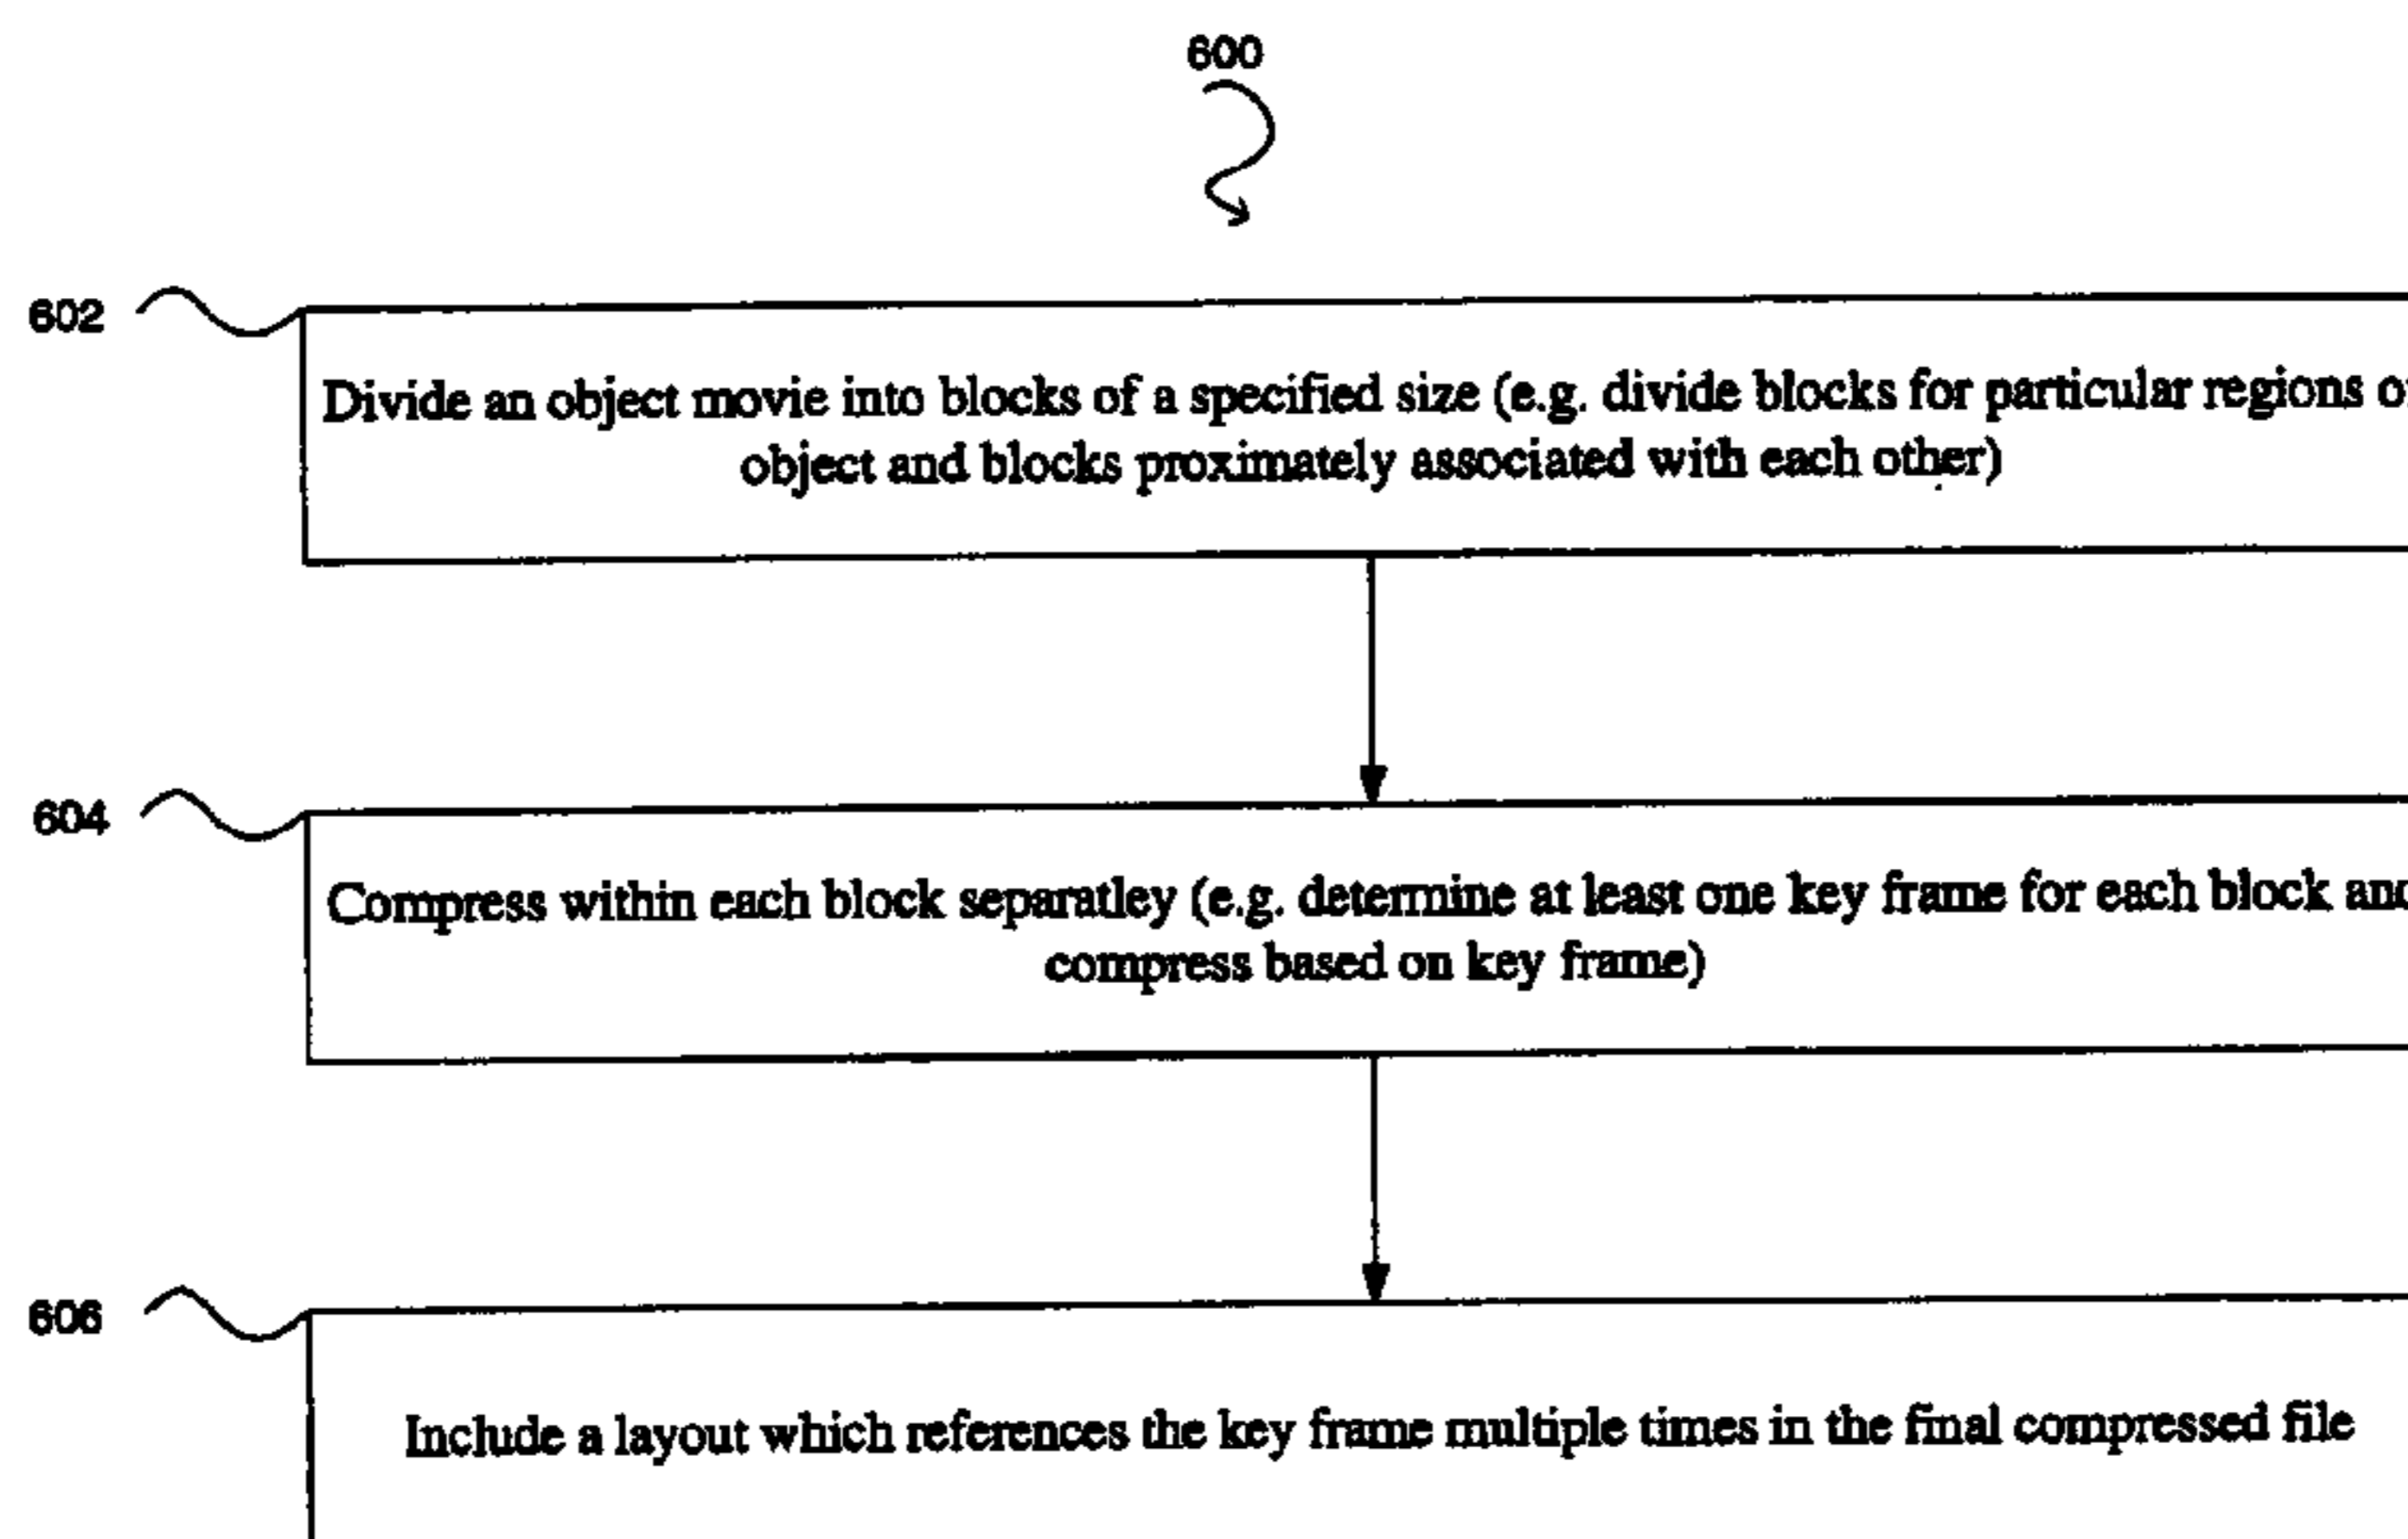 600
602
Divide an object movie into blocks of a specified size (e.g. divide blocks for particular regions
object and blocks proximately associated with each other)
604
Compress within each block separatley (e.g. determine at least one key frame for each block
compress based on key frame)
606
Include a layout which references the key frame multiple times in the final compressed file